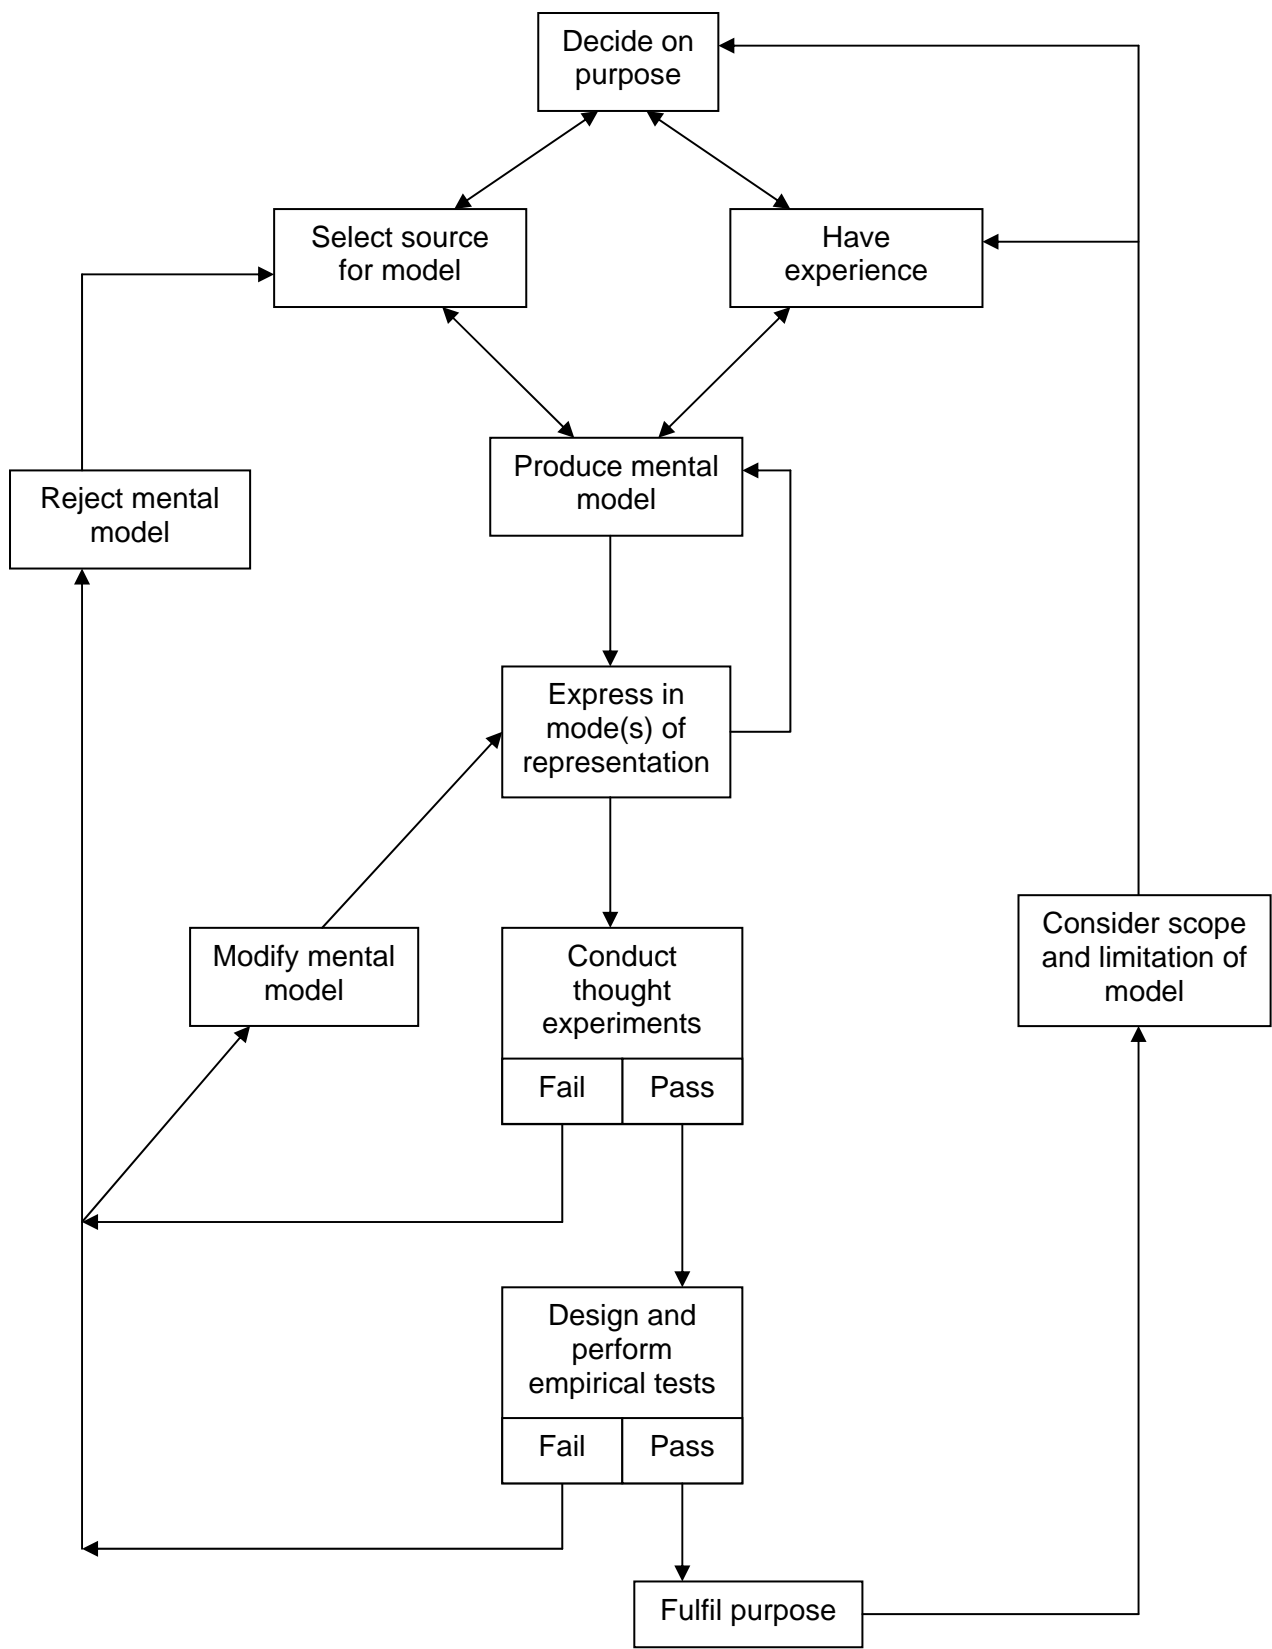 Decide on
purpose
Select source
for model
Have
experience
Produce mental
model
Reject mental
model
Express in
mode(s) of
representation
Modify mental
model
Conduct
thought
experiments
Fail
Pass
Consider scope
and limitation of
model
Design and
perform
empirical tests
Fail
Pass
Fulfil purpose